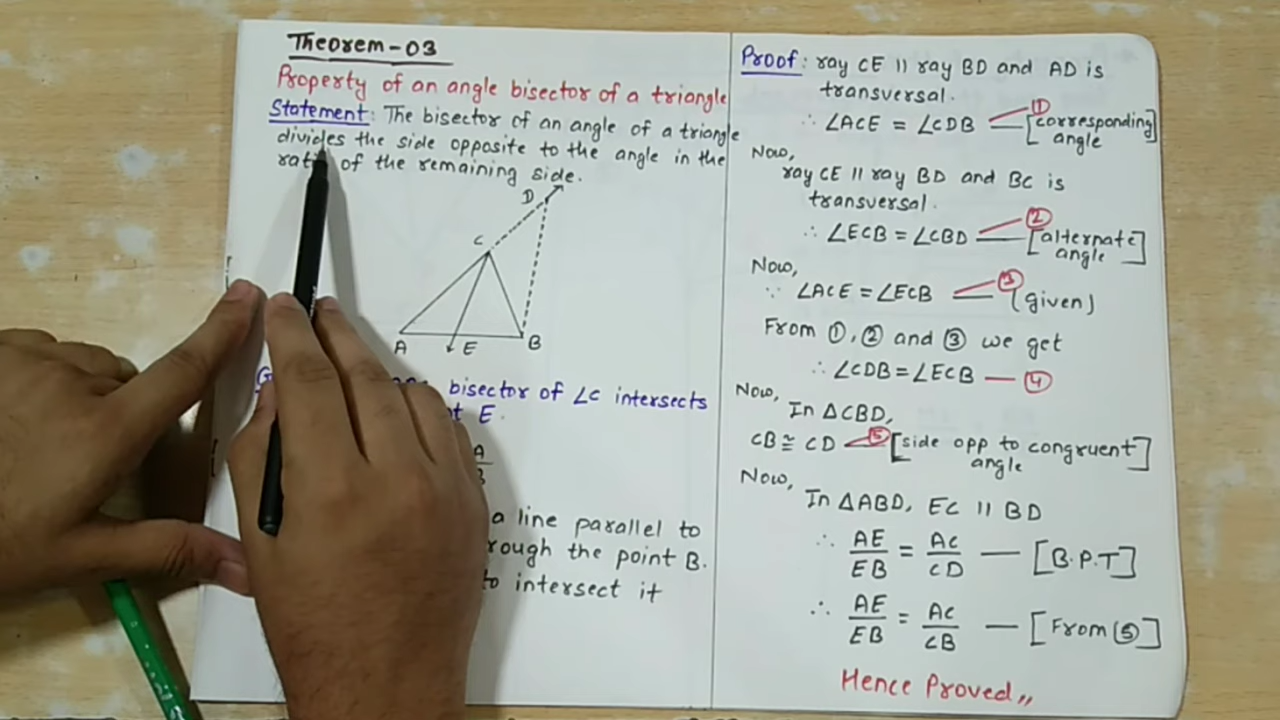 Theorem-03
Property of an angle bisector of a triangle
Statement: The bisector of an angle of a triangle
divides the side opposite to the angle in the
of the remaining side.
D
C
A E B
bisector of ∠C intersects
E.
A
a line parallel to
the point B.
to intersect it
Proof: ray CE || ray BD and AD is
transversal.
∴ ∠ACE = ∠CDB — ① [corresponding
angle]
Now,
ray CE || ray BD and BC is
transversal.
∴ ∠ECB = ∠CBD — ② [alternate
angle]
Now,
∵ ∠ACE = ∠ECB — ③ (given)
From ①, ② and ③ we get
∴ ∠CDB = ∠ECB — ④
Now,
In △CBD,
CB ≅ CD — ⑤ [side opp to congruent
angle]
Now,
In △ABD, EC || BD
∴ AE/EB = AC/CD — [B.P.T]
∴ AE/EB = AC/CB — [From ⑤]
Hence Proved,,